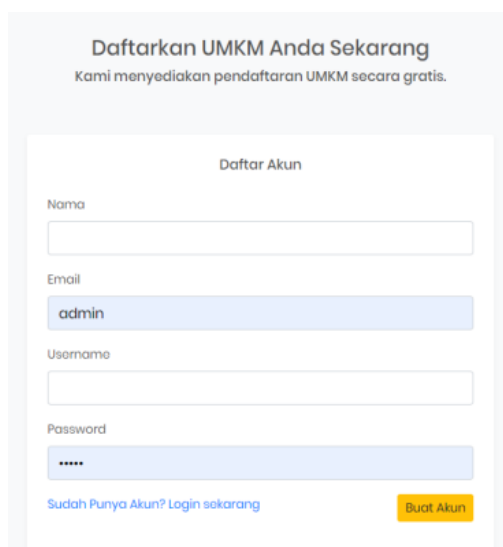 Daftarkan UMKM Anda Sekarang
Kami menyediakan pendaftaran UMKM secara gratis.
Daftar Akun
Nama
Email
admin
Username
Password
•••••
Sudah Punya Akun? Login sekarang
Buat Akun